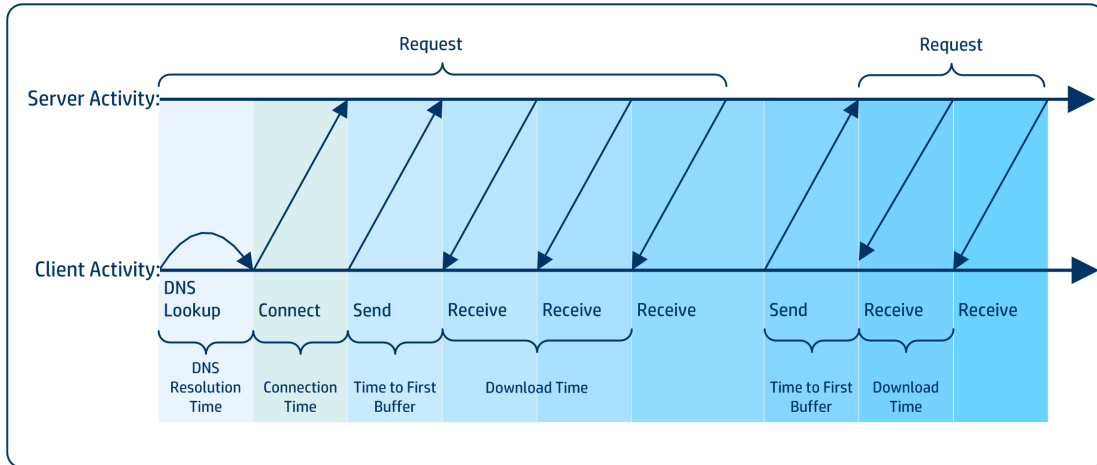 Request
Request
Server Activity:
Client Activity:
DNS
Lookup
Connect
Send
Receive
Receive
Receive
Send
Receive
Receive
DNS
Resolution
Time
Connection
Time
Time to First
Buffer
Download Time
Time to First
Buffer
Download
Time